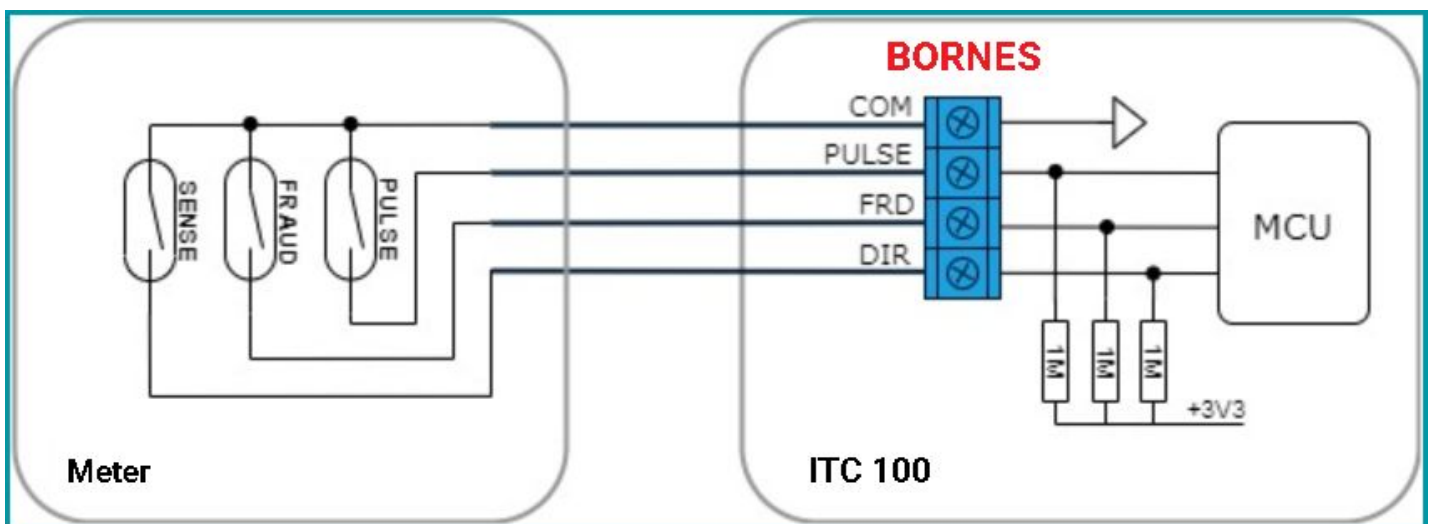 BORNES
COM
PULSE
FRD
DIR
SENSE
FRAUD
PULSE
MCU
1M
1M
1M
+3V3
Meter
ITC 100